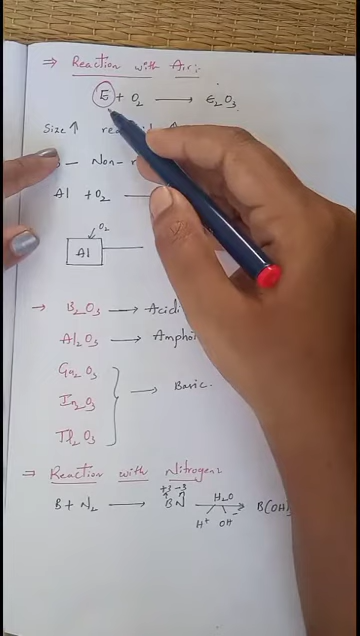 ⇒ Reaction with Air:
E + O₂ ⟶ E₂O₃.
Size ↑ ↑
- Non-
Al + O₂ —
O₂
Al
→ B₂O₃ ⟶ Acidi
Al₂O₃ ⟶ Amphot
Ga₂O₃
In₂O₃ ⟶ Basic.
Tl₂O₃
⇒ Reaction with Nitrogen:
+3 -3
B + N₂ ⟶ BN ⟶ H₂O B(OH)
H⁺ OH⁻